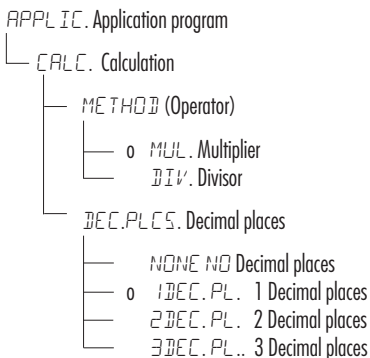 APPLIC. Application program
CALC. Calculation
METHOD (Operator)
o MUL. Multiplier
DIV. Divisor
DEC.PLCS. Decimal places
NONE NO Decimal places
o 1DEC.PL. 1 Decimal places
2DEC.PL. 2 Decimal places
3DEC.PL.. 3 Decimal places